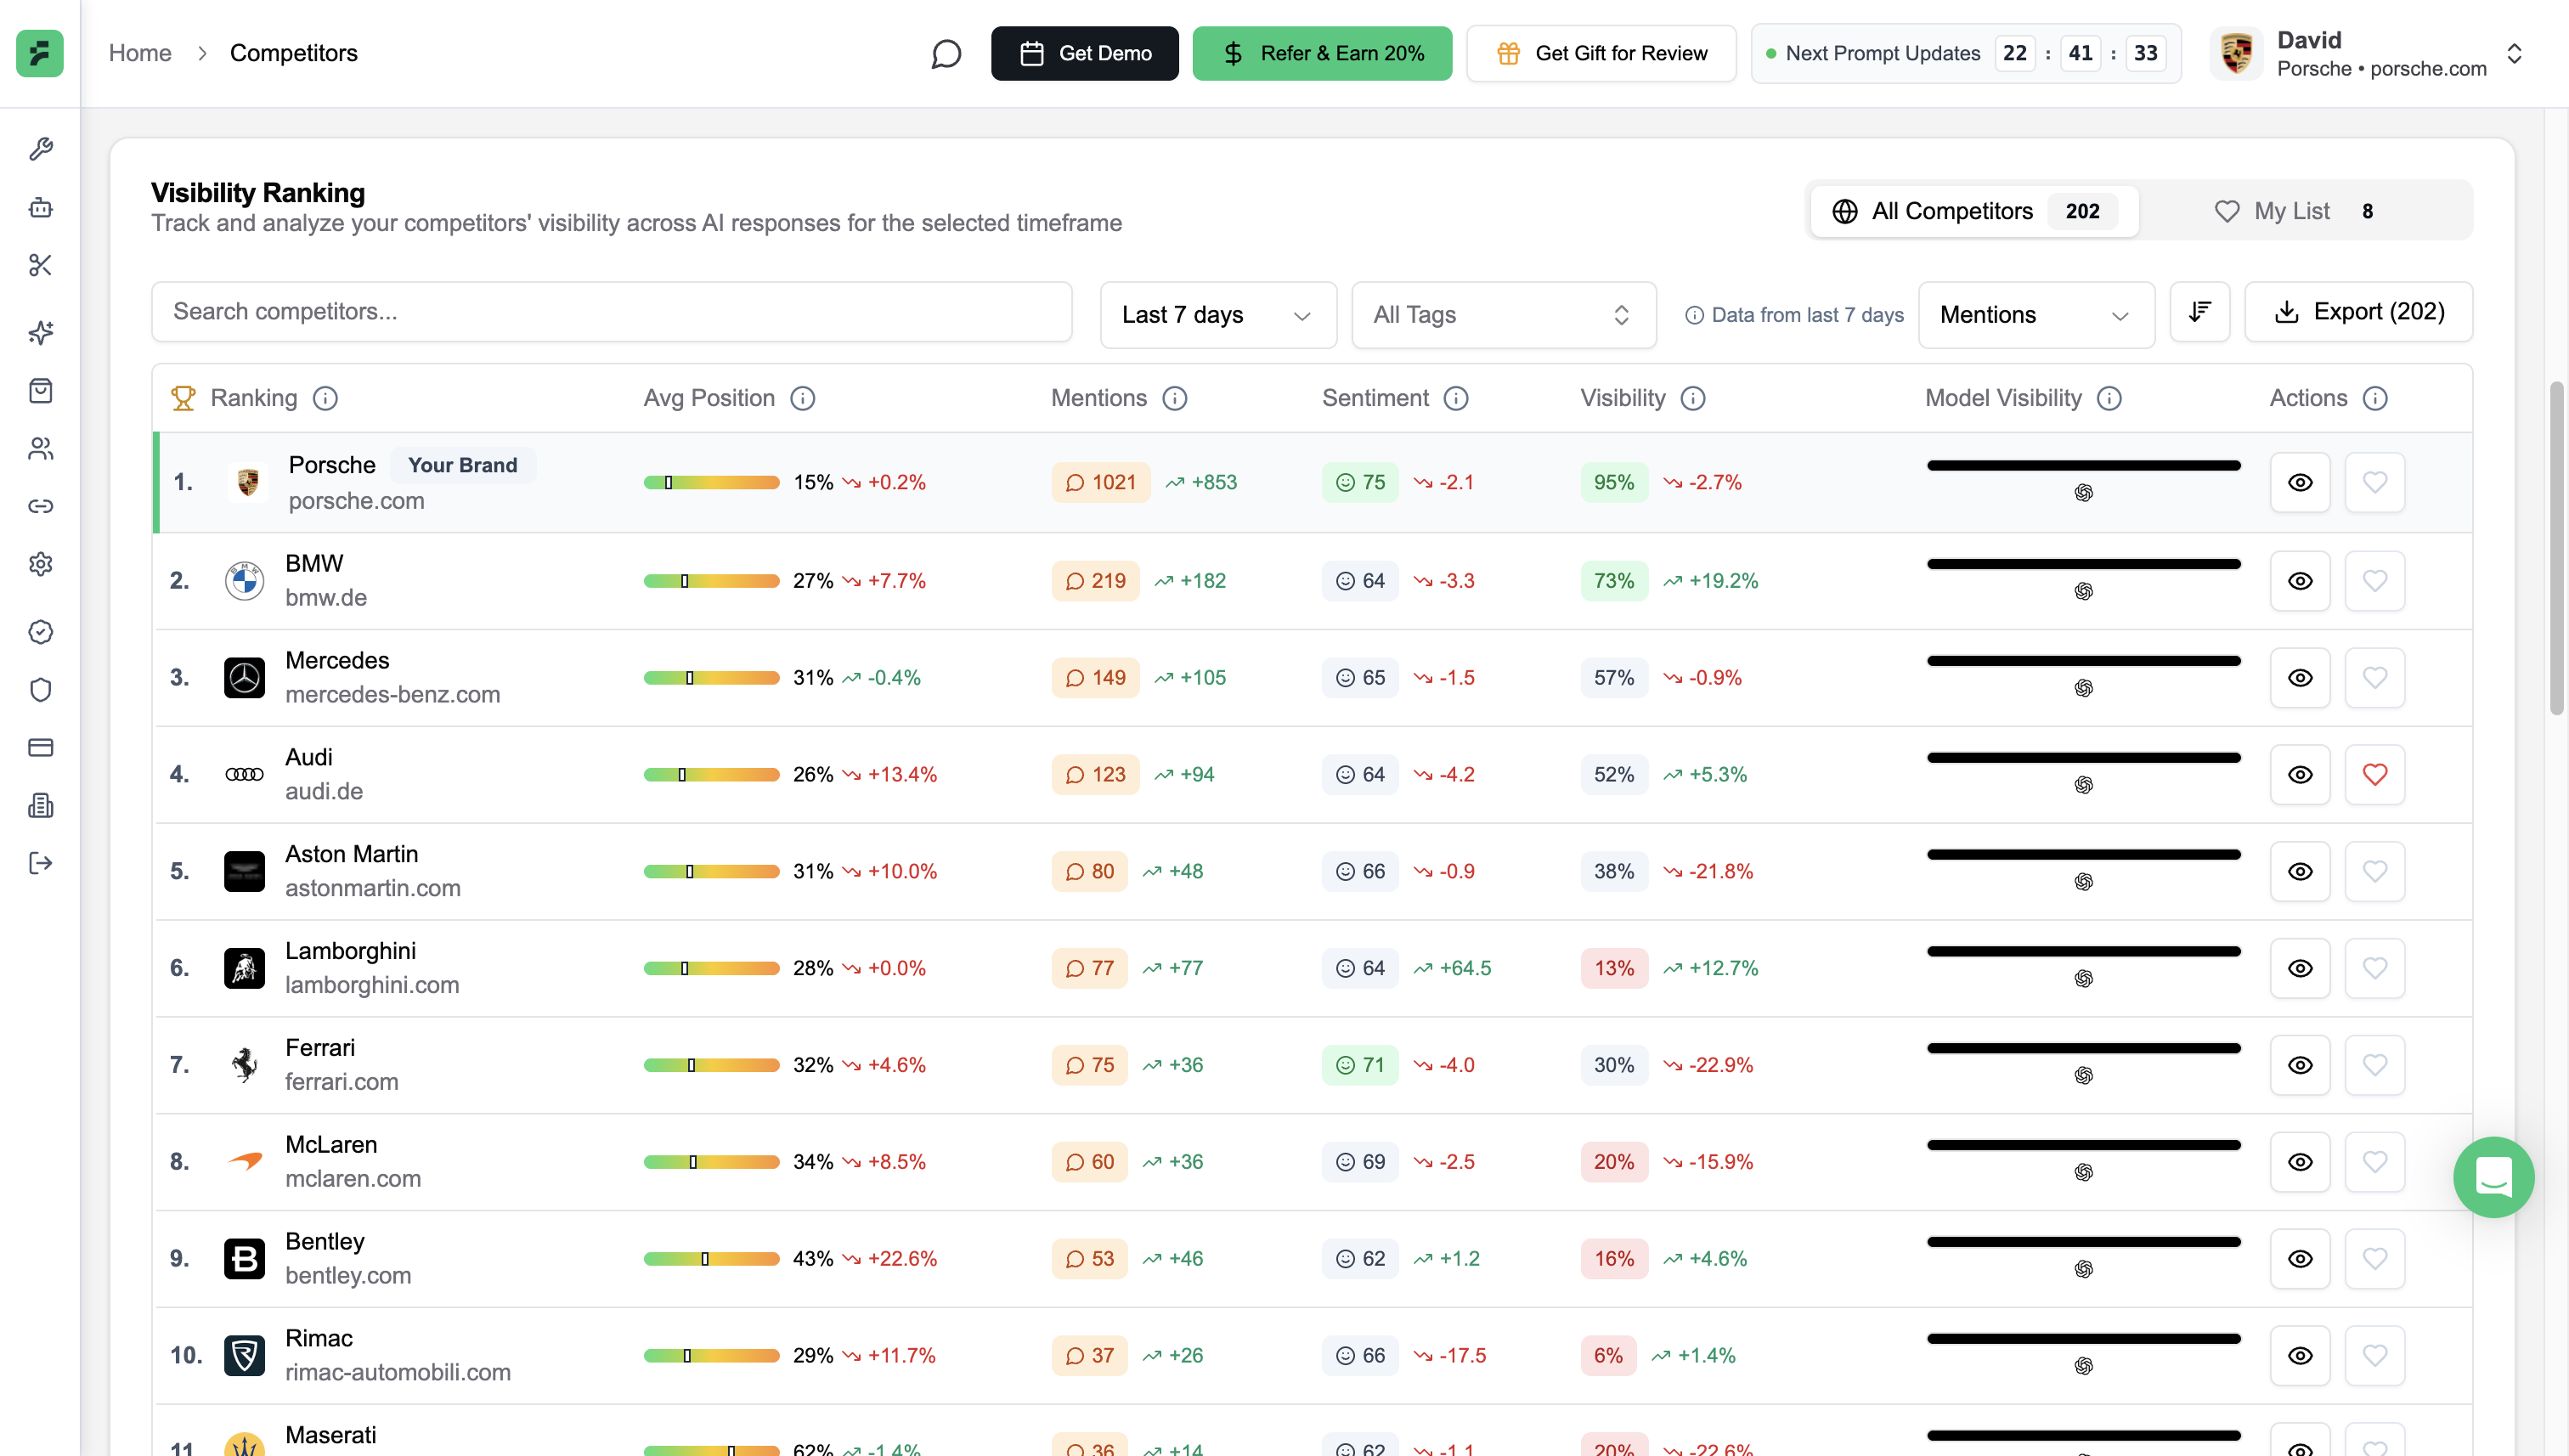 Home > Competitors
Get Demo
Refer & Earn 20%
Get Gift for Review
Next Prompt Updates 22 : 41 : 33
David
Porsche • porsche.com
Visibility Ranking
Track and analyze your competitors' visibility across AI responses for the selected timeframe
All Competitors 202
My List 8
Search competitors...
Last 7 days
All Tags
Data from last 7 days
Mentions
Export (202)
Ranking Avg Position Mentions Sentiment Visibility Model Visibility Actions
1. Porsche Your Brand
porsche.com
15% +0.2% 1021 +853 75 -2.1 95% -2.7%
2. BMW
bmw.de
27% +7.7% 219 +182 64 -3.3 73% +19.2%
3. Mercedes
mercedes-benz.com
31% -0.4% 149 +105 65 -1.5 57% -0.9%
4. Audi
audi.de
26% +13.4% 123 +94 64 -4.2 52% +5.3%
5. Aston Martin
astonmartin.com
31% +10.0% 80 +48 66 -0.9 38% -21.8%
6. Lamborghini
lamborghini.com
28% +0.0% 77 +77 64 +64.5 13% +12.7%
7. Ferrari
ferrari.com
32% +4.6% 75 +36 71 -4.0 30% -22.9%
8. McLaren
mclaren.com
34% +8.5% 60 +36 69 -2.5 20% -15.9%
9. Bentley
bentley.com
43% +22.6% 53 +46 62 +1.2 16% +4.6%
10. Rimac
rimac-automobili.com
29% +11.7% 37 +26 66 -17.5 6% +1.4%
11. Maserati
62% -1.4% 36 +14 62 -1.1 20% -22.6%